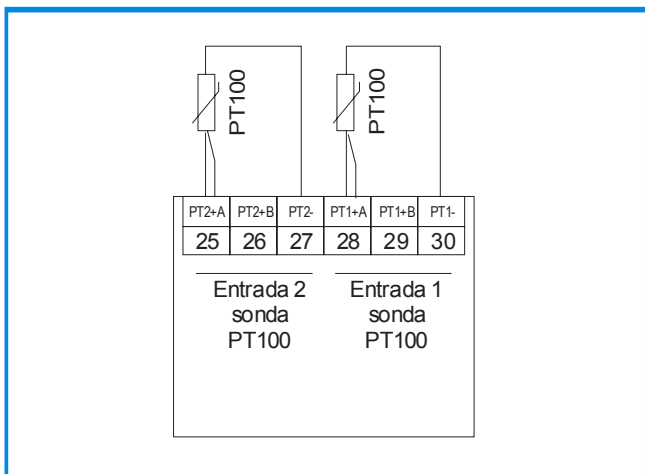 PT100
PT100
PT2+A PT2+B PT2- PT1+A PT1+B PT1-
25 26 27 28 29 30
Entrada 2
sonda
PT100
Entrada 1
sonda
PT100